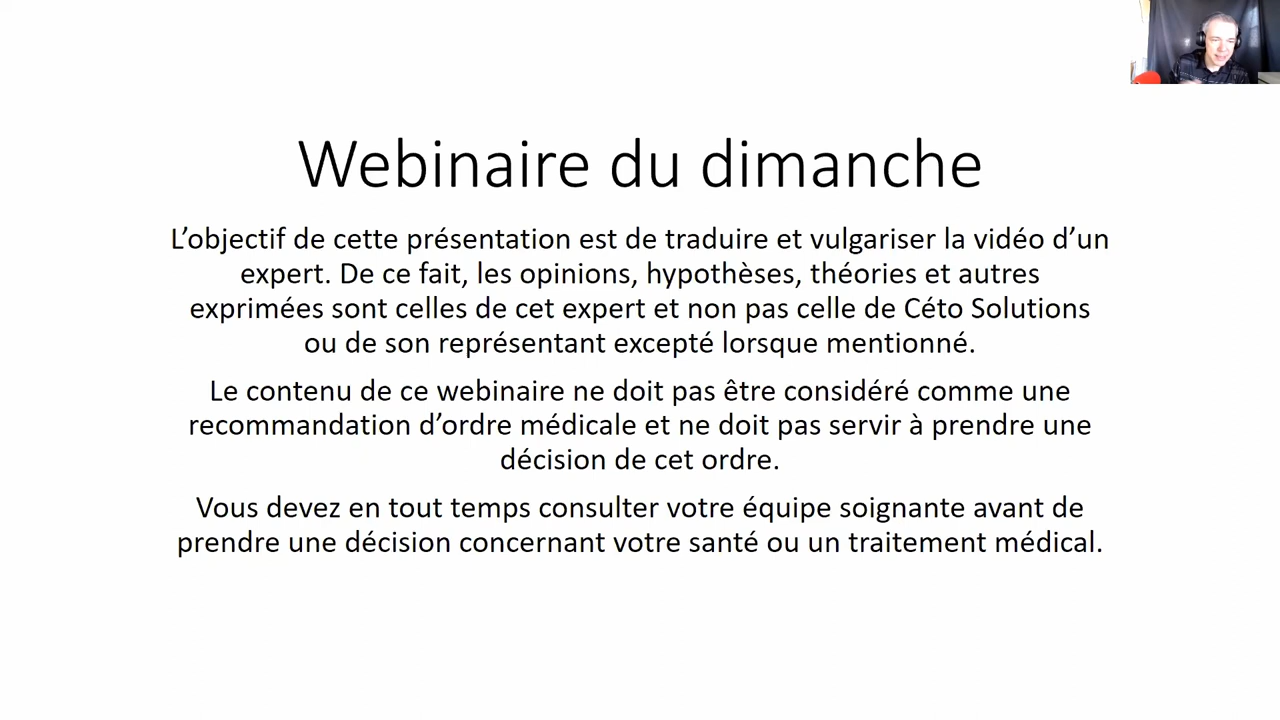 Webinaire du dimanche
L’objectif de cette présentation est de traduire et vulgariser la vidéo d’un
expert. De ce fait, les opinions, hypothèses, théories et autres
exprimées sont celles de cet expert et non pas celle de Céto Solutions
ou de son représentant excepté lorsque mentionné.
Le contenu de ce webinaire ne doit pas être considéré comme une
recommandation d’ordre médicale et ne doit pas servir à prendre une
décision de cet ordre.
Vous devez en tout temps consulter votre équipe soignante avant de
prendre une décision concernant votre santé ou un traitement médical.